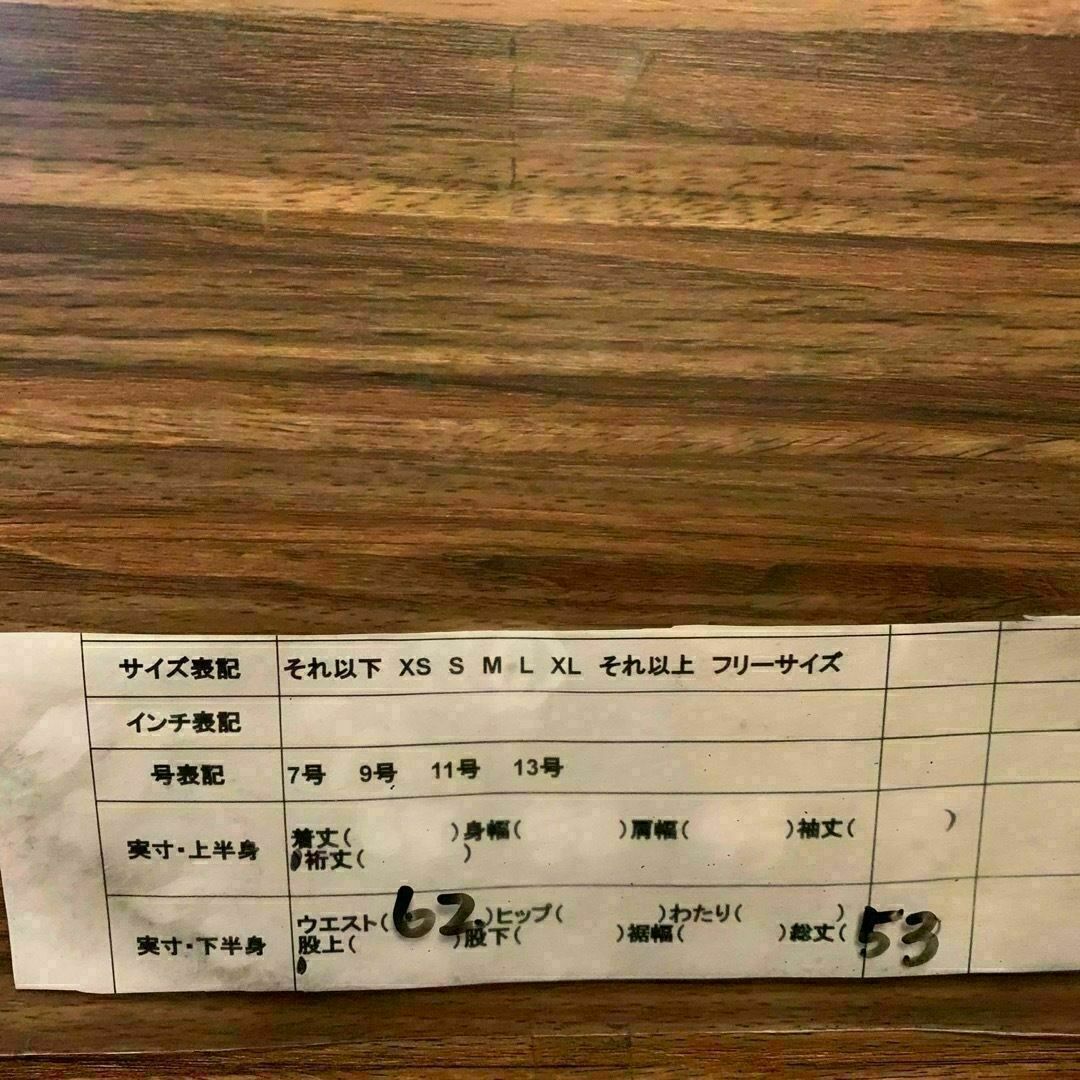 サイズ表記 それ以下 XS S M L XL それ以上 フリーサイズ
インチ表記
号表記 7号 9号 11号 13号
実寸・上半身 着丈( )身幅( )肩幅( )袖丈( )
裄丈( )
実寸・下半身 ウエスト(62.)ヒップ( )わたり( )
股上( )股下( )裾幅( )総丈(53